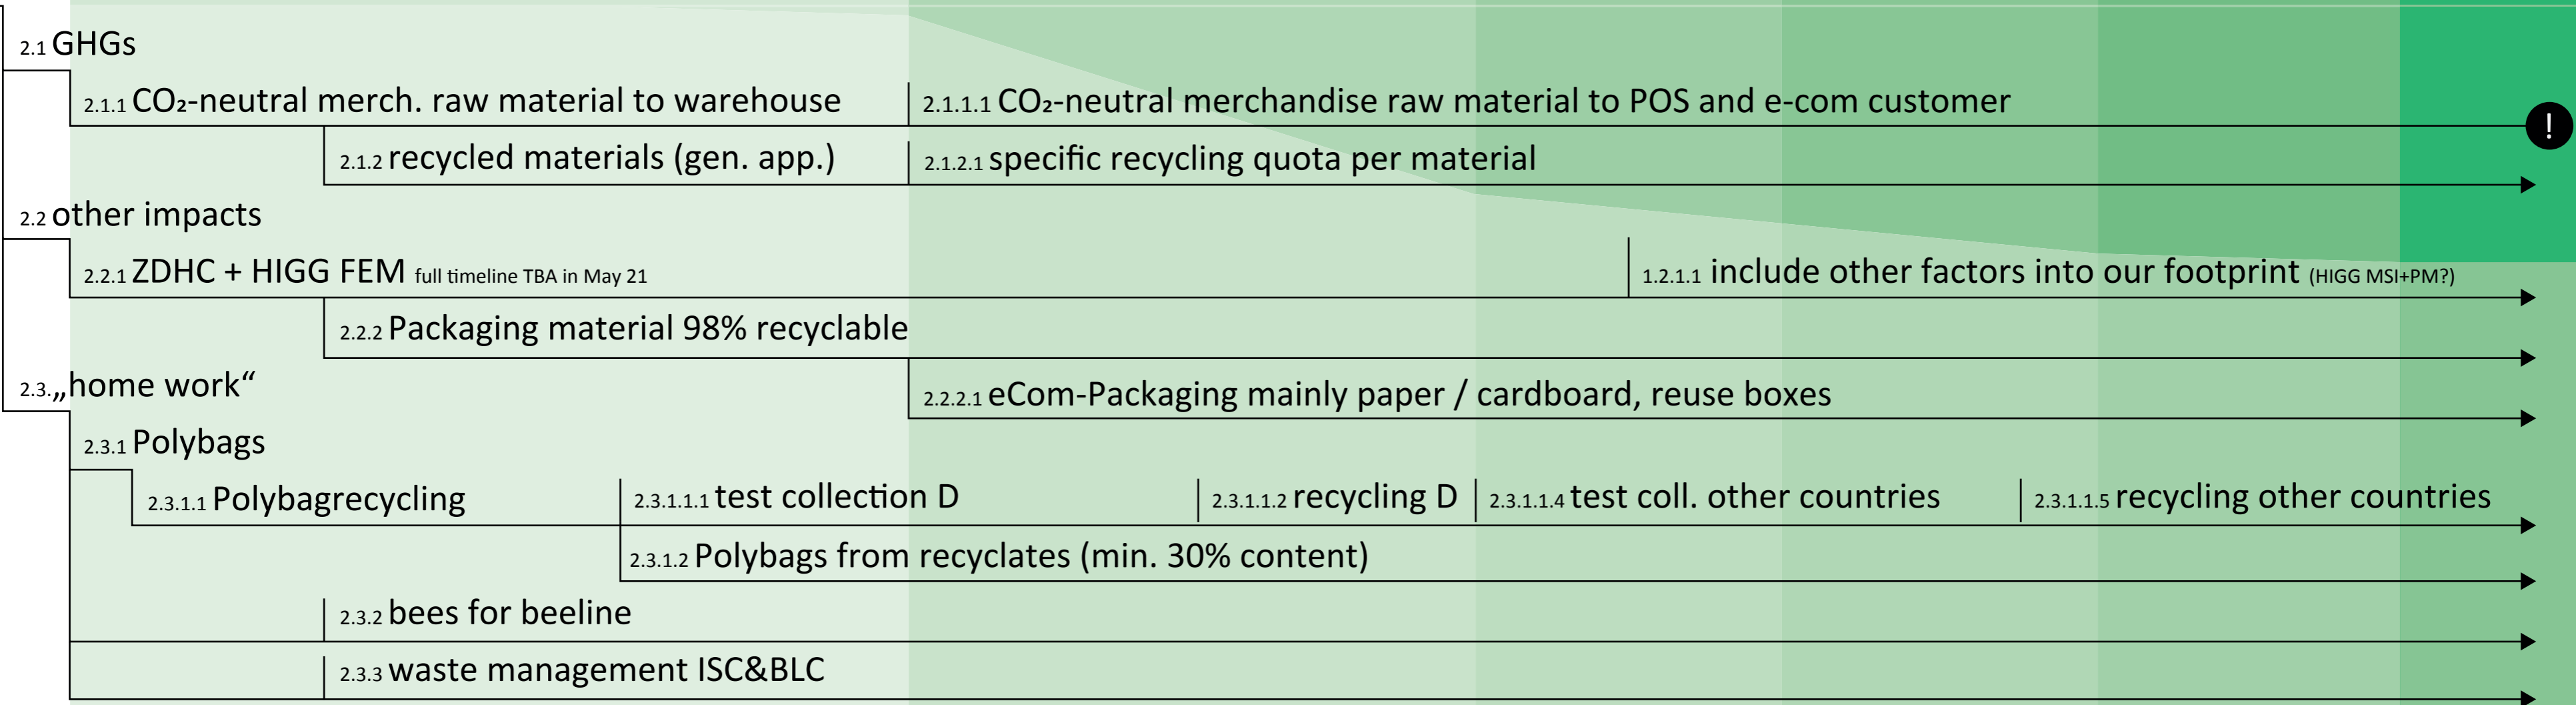 2.1 GHGs
2.1.1 CO₂-neutral merch. raw material to warehouse
2.1.1.1 CO₂-neutral merchandise raw material to POS and e-com customer
!
2.1.2 recycled materials (gen. app.)
2.1.2.1 specific recycling quota per material
2.2 other impacts
2.2.1 ZDHC + HIGG FEM full timeline TBA in May 21
1.2.1.1 include other factors into our footprint (HIGG MSI+PM?)
2.2.2 Packaging material 98% recyclable
2.3. „home work“
2.2.2.1 eCom-Packaging mainly paper / cardboard, reuse boxes
2.3.1 Polybags
2.3.1.1 Polybagrecycling
2.3.1.1.1 test collection D
2.3.1.1.2 recycling D
2.3.1.1.4 test coll. other countries
2.3.1.1.5 recycling other countries
2.3.1.2 Polybags from recyclates (min. 30% content)
2.3.2 bees for beeline
2.3.3 waste management ISC&BLC